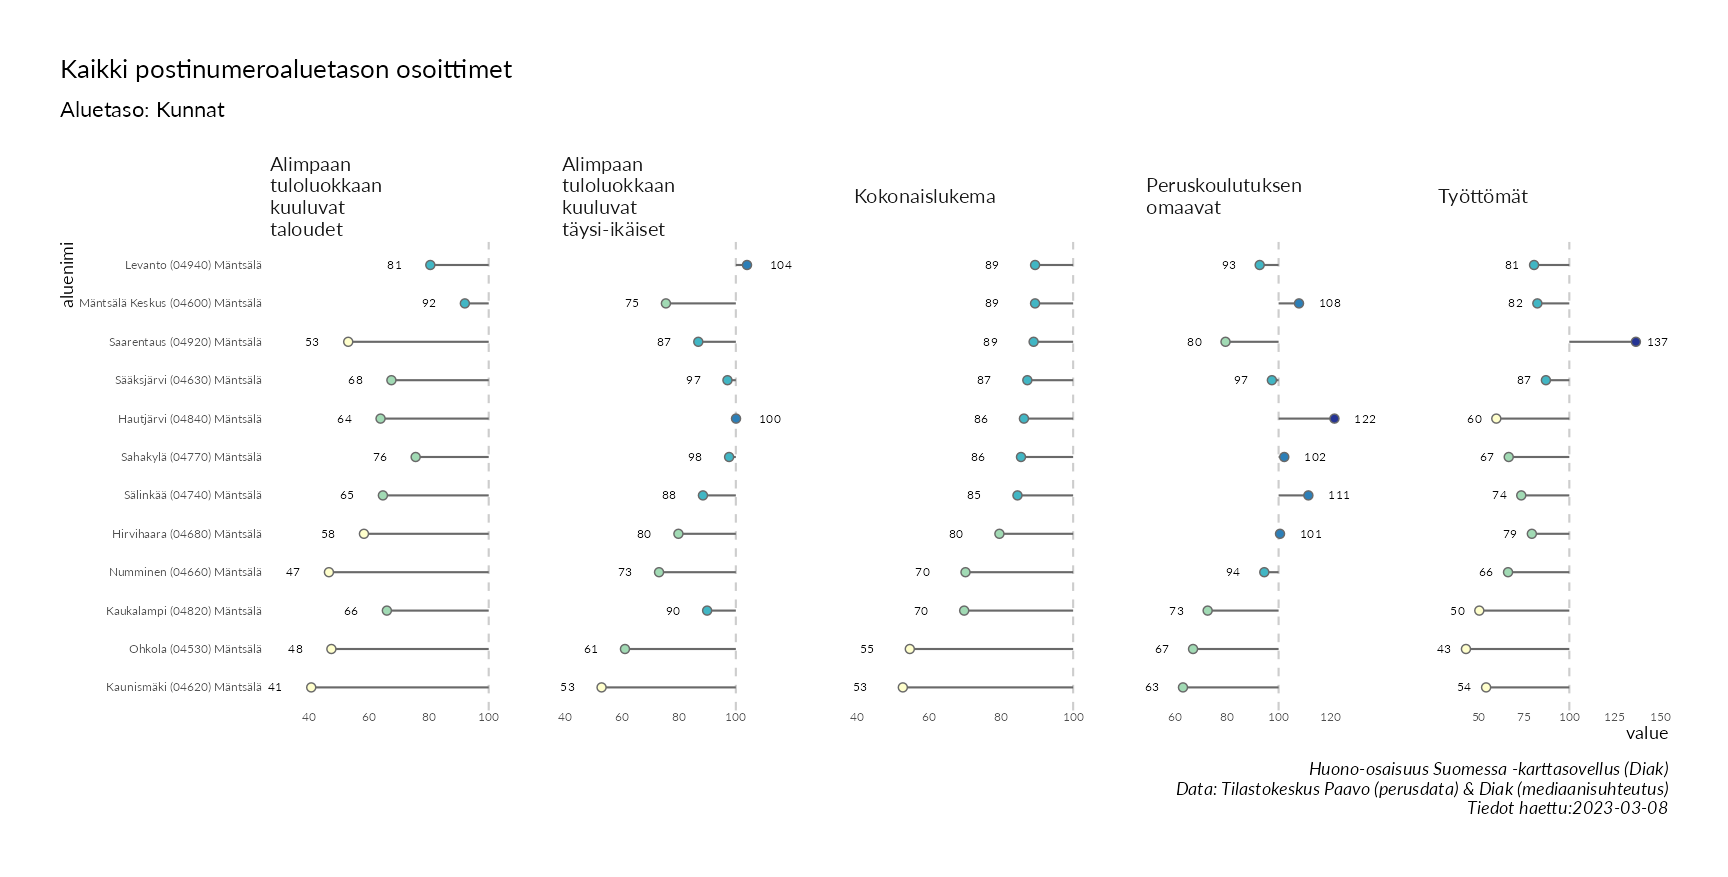 Kaikki postinumeroaluetason osoittimet
Aluetaso: Kunnat
Alimpaan
tuloluokkaan
kuuluvat
taloudet
Alimpaan
tuloluokkaan
kuuluvat
täysi-ikäiset
Kokonaislukema
Peruskoulutuksen
omaavat
Työttömät
aluenimi
Levanto (04940) Mäntsälä 81 104 89 93 81
Mäntsälä Keskus (04600) Mäntsälä 92 75 89 108 82
Saarentaus (04920) Mäntsälä 53 87 89 80 137
Sääksjärvi (04630) Mäntsälä 68 97 87 97 87
Hautjärvi (04840) Mäntsälä 64 100 86 122 60
Sahakylä (04770) Mäntsälä 76 98 86 102 67
Sälinkää (04740) Mäntsälä 65 88 85 111 74
Hirvihaara (04680) Mäntsälä 58 80 80 101 79
Numminen (04660) Mäntsälä 47 73 70 94 66
Kaukalampi (04820) Mäntsälä 66 90 70 73 50
Ohkola (04530) Mäntsälä 48 61 55 67 43
Kaunismäki (04620) Mäntsälä 41 53 53 63 54
40 60 80 100 40 60 80 100 40 60 80 100 60 80 100 120 50 75 100 125 150
value
Huono-osaisuus Suomessa -karttasovellus (Diak)
Data: Tilastokeskus Paavo (perusdata) & Diak (mediaanisuhteutus)
Tiedot haettu:2023-03-08